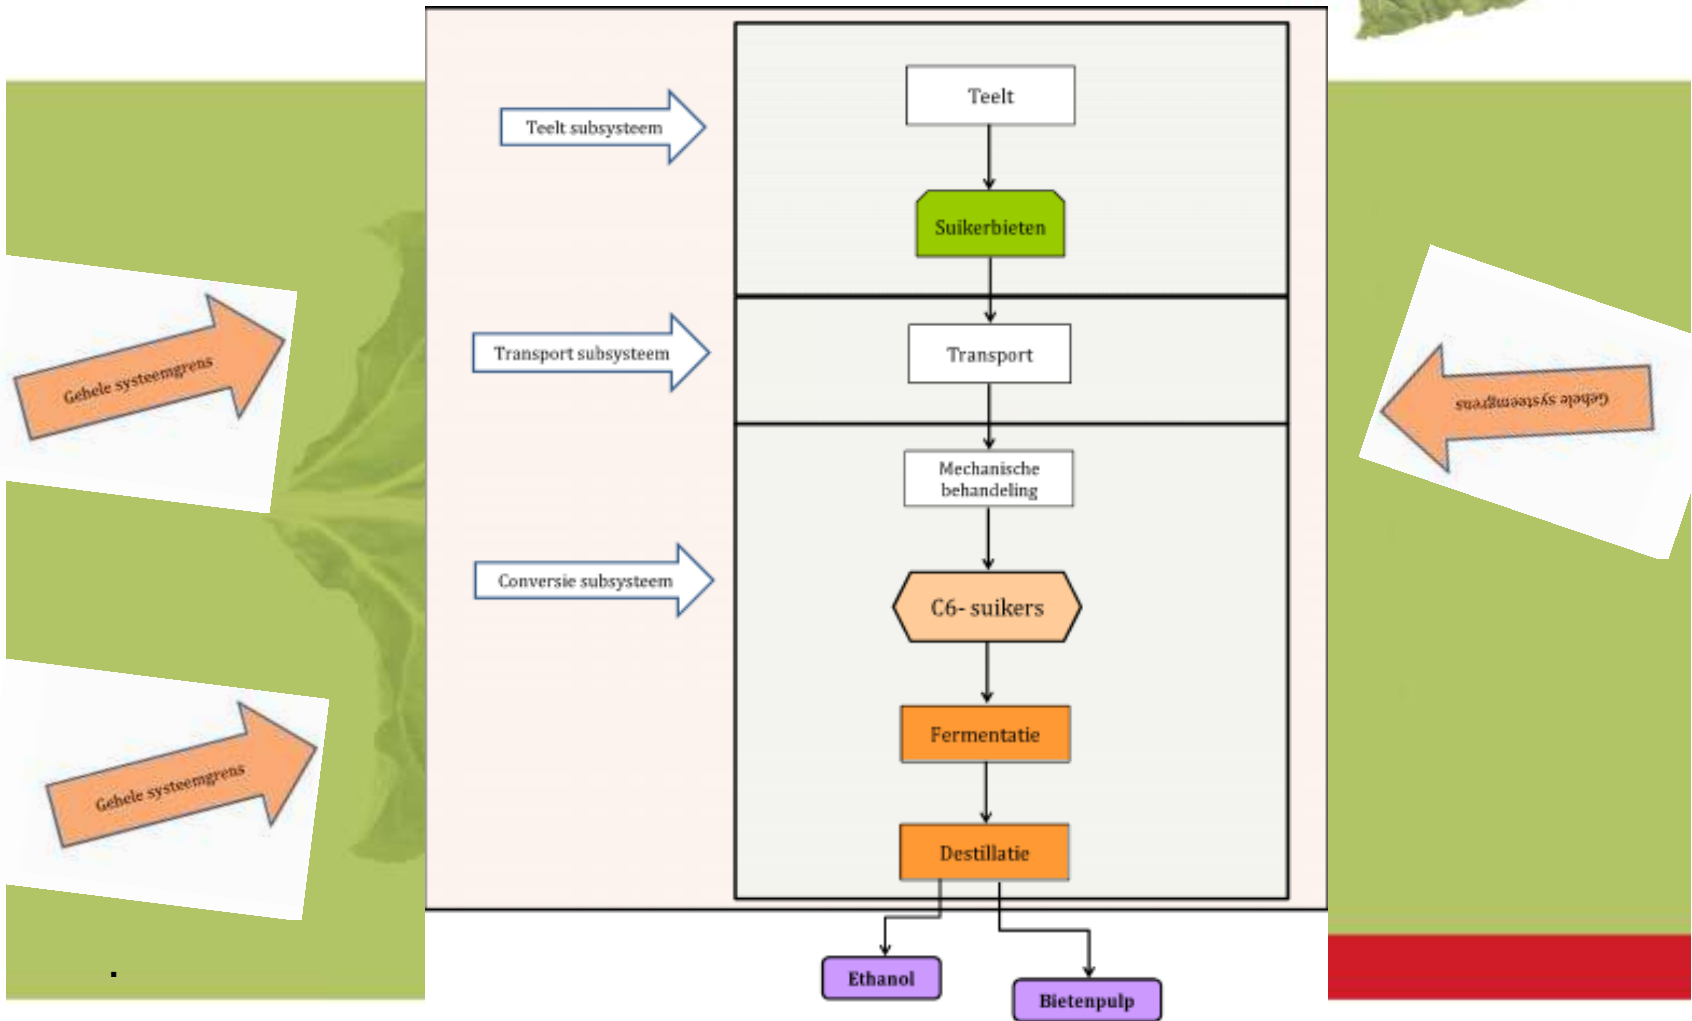 Teelt
Teelt subsysteem
Suikerbieten
Transport subsysteem
Transport
Gehele systeemgrens
Gehele systeemgrens
Mechanische
behandeling
Conversie subsysteem
C6- suikers
Fermentatie
Gehele systeemgrens
Destillatie
.
Ethanol
Bietenpulp